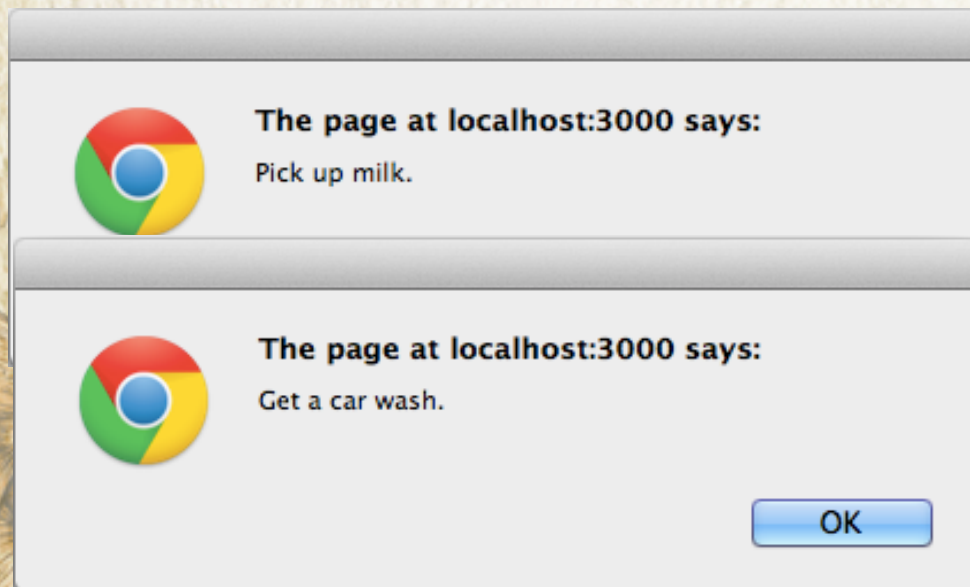 The page at localhost:3000 says:
Pick up milk.
The page at localhost:3000 says:
Get a car wash.
OK